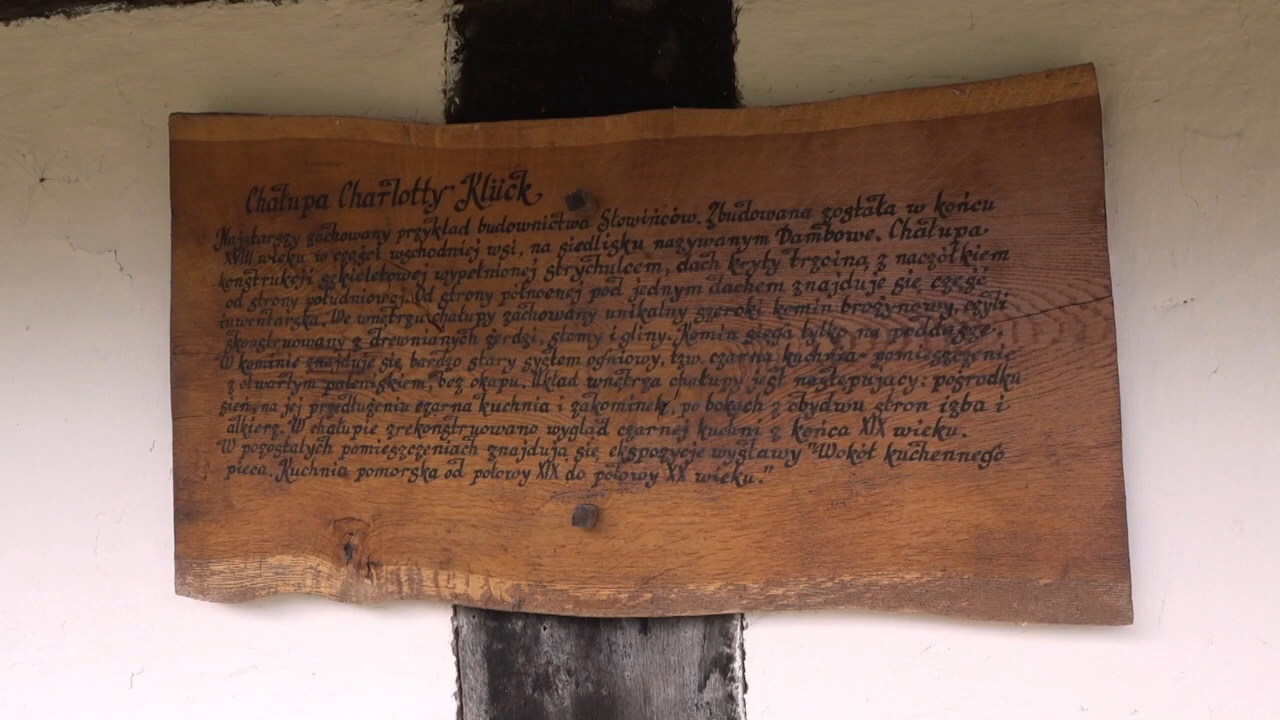 Chałupa Charlotty Klück
Najstarszy zachowany przykład budownictwa Słowińców. Zbudowana została w końcu
XVIII wieku w części wschodniej wsi, na siedlisku nazywanym Dambowe. Chałupa
konstrukcji szkieletowej wypełnionej strychulcem, dach kryty trzciną z naczółkiem
od strony południowej. Od strony północnej pod jednym dachem znajduje się część
inwentarska. We wnętrzu chałupy zachowany unikalny szeroki komin brożynowy, czyli
skonstruowany z drewnianych żerdzi, słomy i gliny. Komin sięga tylko na poddasze.
W kominie znajduje się bardzo stary system ogniowy, tzw. czarna kuchnia - pomieszczenie
z otwartym paleniskiem, bez okapu. Układ wnętrza chałupy jest następujący: pośrodku
sień, na jej przedłużeniu czarna kuchnia i zakominek, po bokach z obydwu stron izba i
alkierz. W chałupie zrekonstruowano wygląd czarnej kuchni z końca XIX wieku.
W pozostałych pomieszczeniach znajdują się ekspozycje wystawy "Wokół kuchennego
pieca. Kuchnia pomorska od połowy XIX do połowy XX wieku."